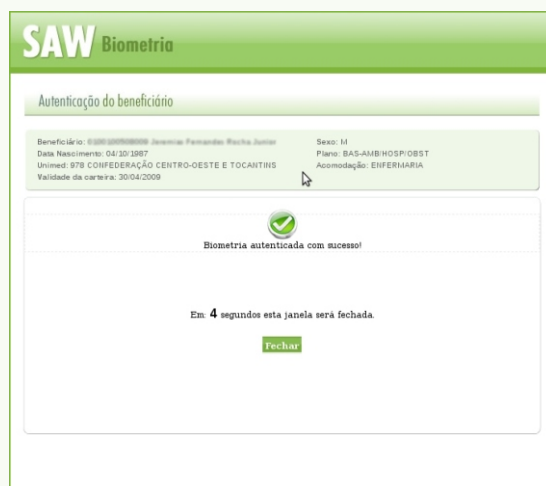 SAW Biometria
Autenticação do beneficiário
Beneficiário:
Sexo: M
Data Nascimento: 04/10/1987
Plano: BAS-AMB/HOSP/OBST
Unimed: 978 CONFEDERAÇÃO CENTRO-OESTE E TOCANTINS
Acomodação: ENFERMARIA
Validade da carteira: 30/04/2009
Biometria autenticada com sucesso!
Em: 4 segundos esta janela será fechada.
Fechar